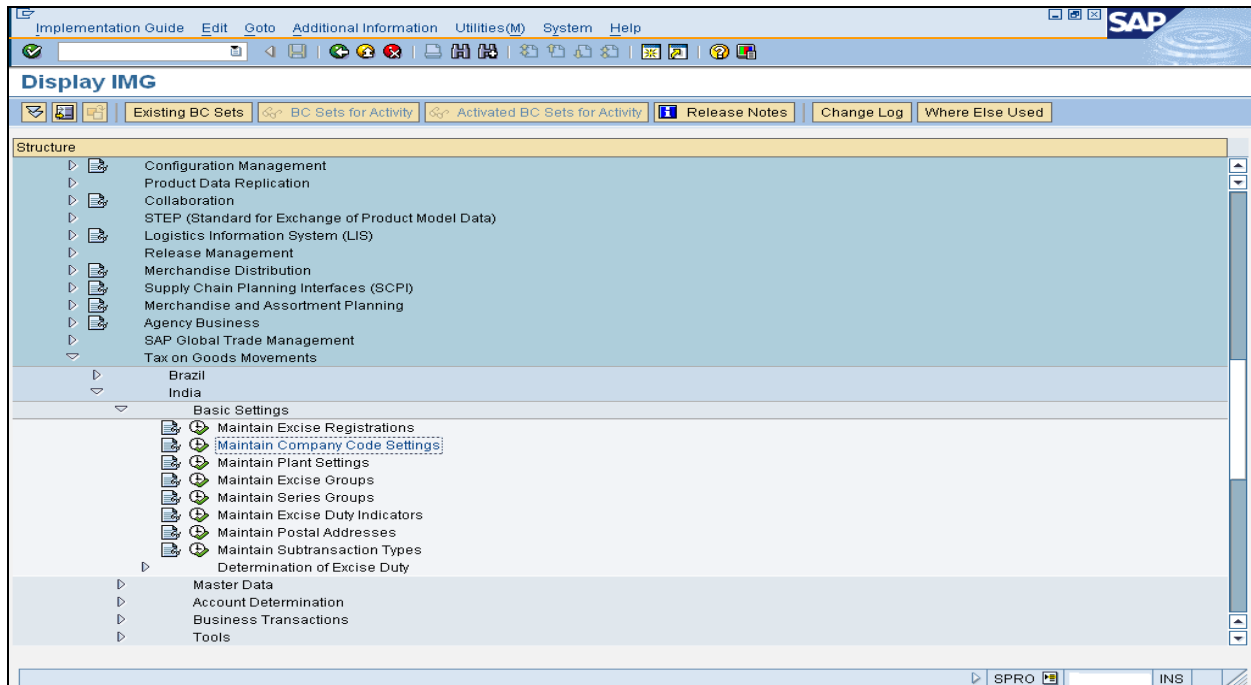 Implementation Guide Edit Goto Additional Information Utilities(M) System Help
SAP
Display IMG
Existing BC Sets BC Sets for Activity Activated BC Sets for Activity Release Notes Change Log Where Else Used
Structure
Configuration Management
Product Data Replication
Collaboration
STEP (Standard for Exchange of Product Model Data)
Logistics Information System (LIS)
Release Management
Merchandise Distribution
Supply Chain Planning Interfaces (SCPI)
Merchandise and Assortment Planning
Agency Business
SAP Global Trade Management
Tax on Goods Movements
Brazil
India
Basic Settings
Maintain Excise Registrations
Maintain Company Code Settings
Maintain Plant Settings
Maintain Excise Groups
Maintain Series Groups
Maintain Excise Duty Indicators
Maintain Postal Addresses
Maintain Subtransaction Types
Determination of Excise Duty
Master Data
Account Determination
Business Transactions
Tools
SPRO INS